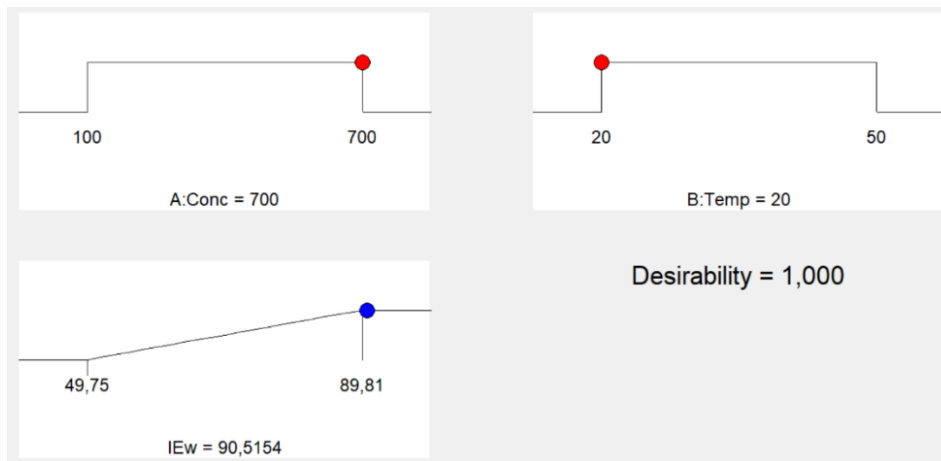 100 700
A:Conc = 700
20 50
B:Temp = 20
49,75 89,81
IEw = 90,5154
Desirability = 1,000